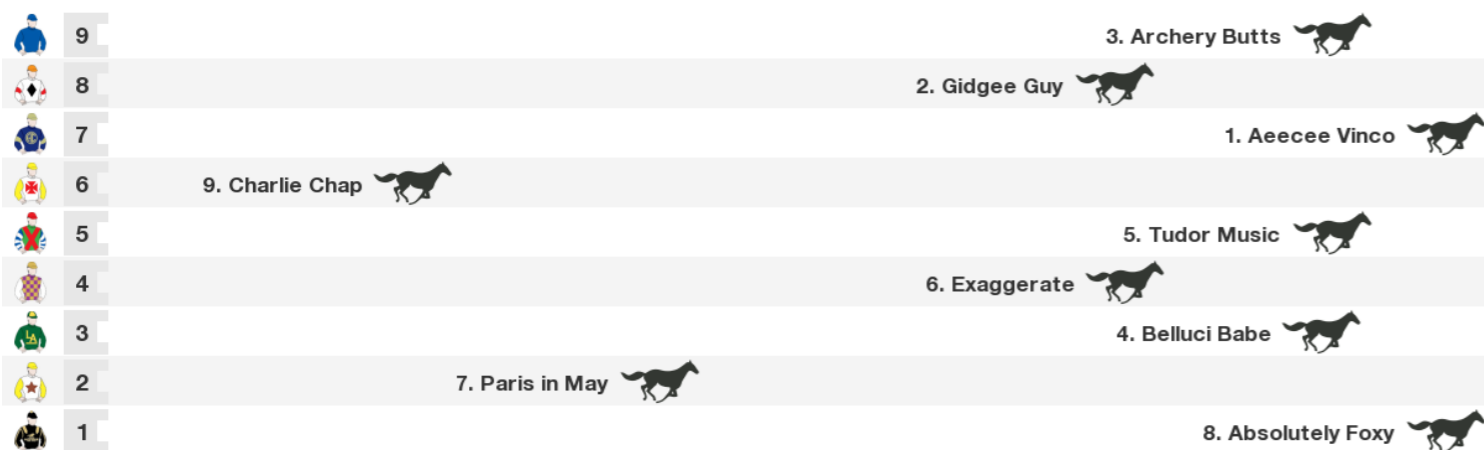 9 3. Archery Butts
8 2. Gidgee Guy
7 1. Aeecee Vinco
6 9. Charlie Chap
5 5. Tudor Music
4 6. Exaggerate
3 4. Belluci Babe
2 7. Paris in May
1 8. Absolutely Foxy